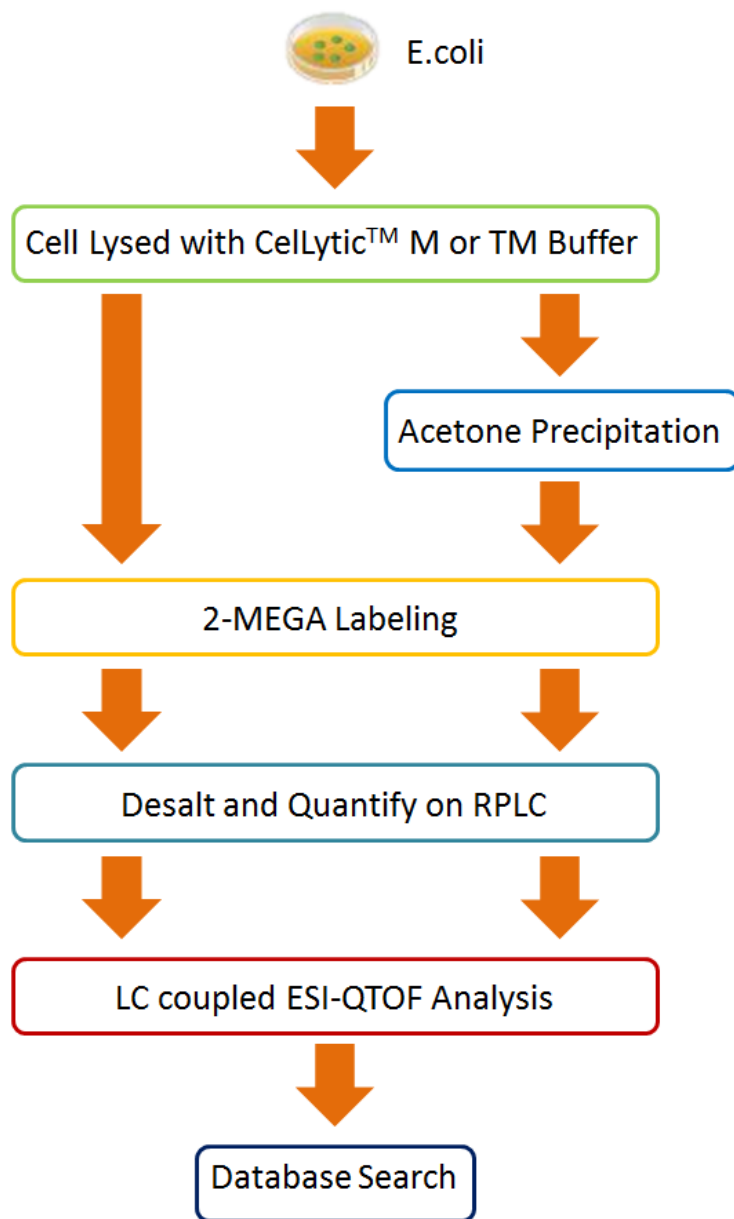 E.coli
Cell Lysed with CelLytic™ M or TM Buffer
Acetone Precipitation
2-MEGA Labeling
Desalt and Quantify on RPLC
LC coupled ESI-QTOF Analysis
Database Search